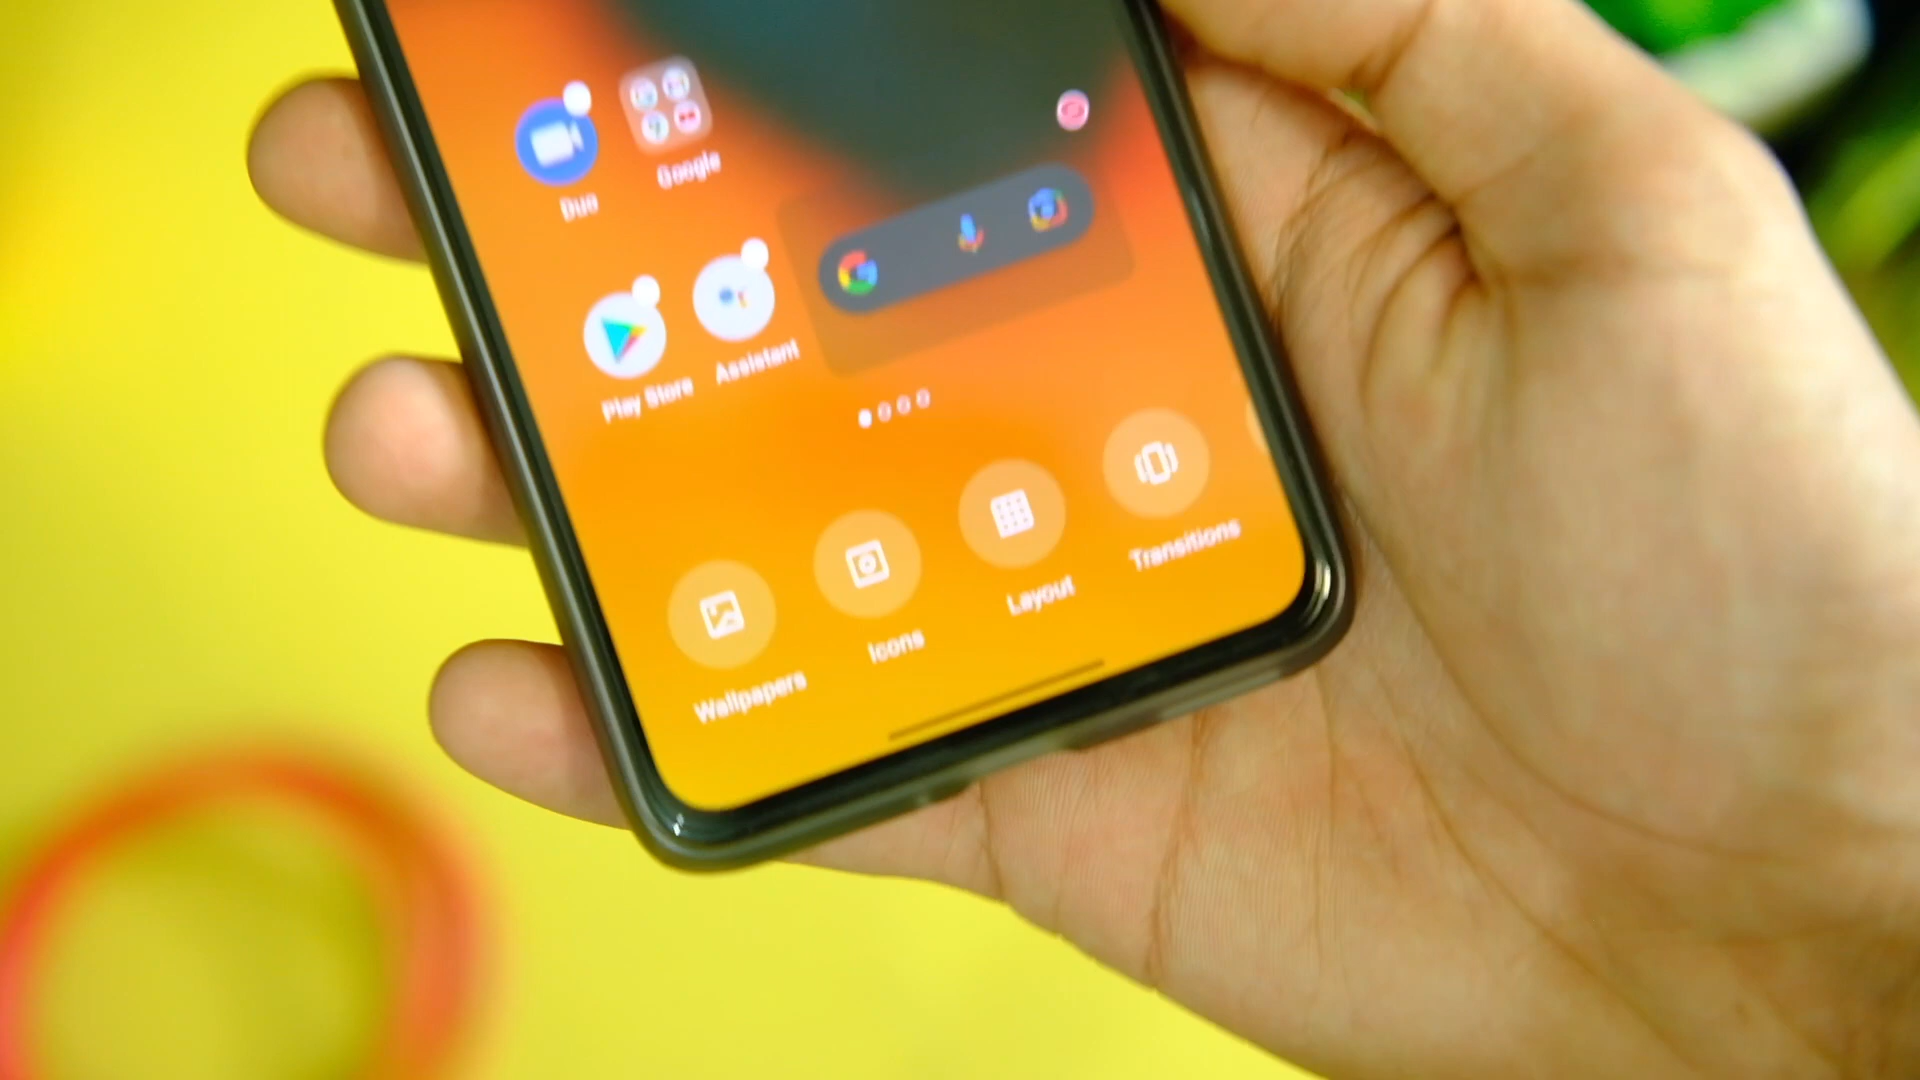 Duo
Google
Play Store
Assistant
Wallpapers
Icons
Layout
Transitions